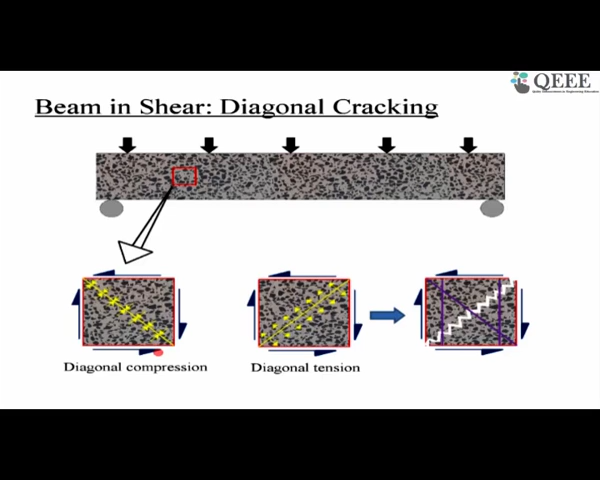 QEEE
Beam in Shear: Diagonal Cracking
Diagonal compression
Diagonal tension